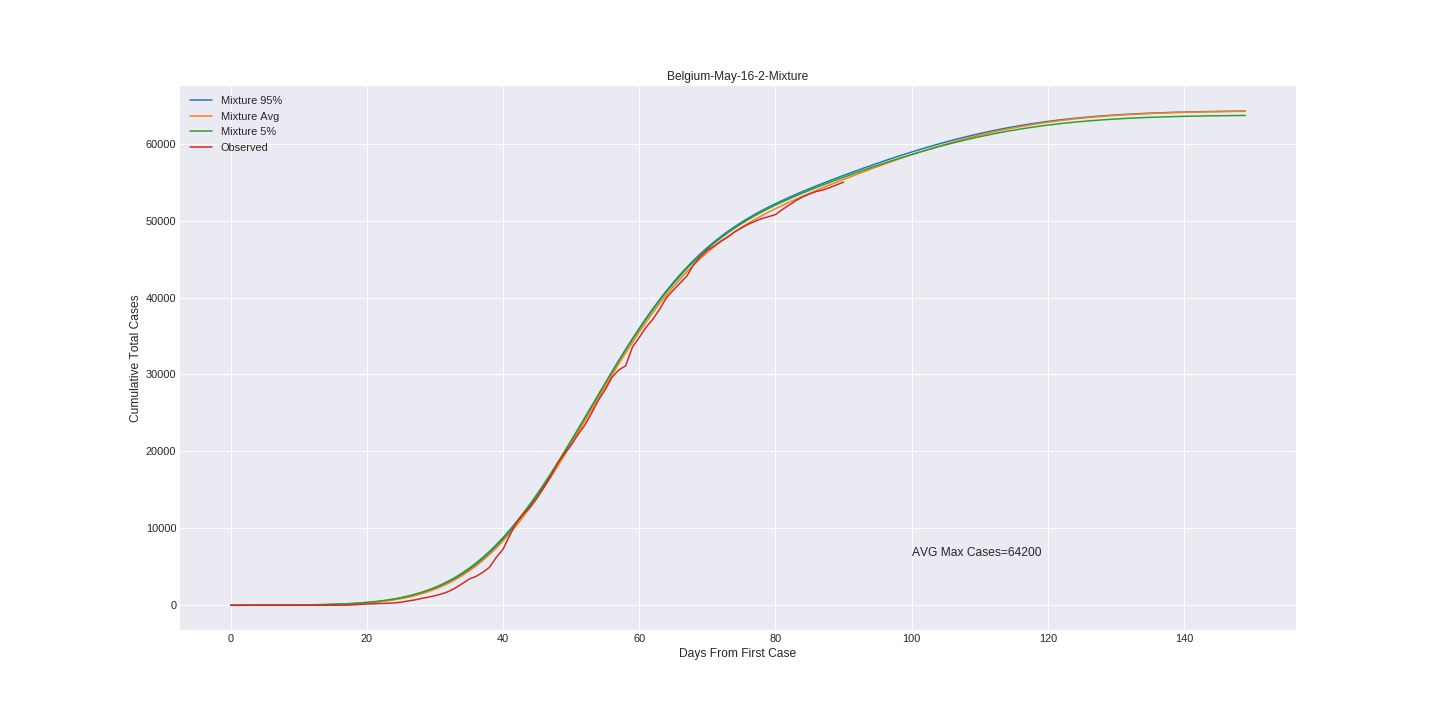 Belgium-May-16-2-Mixture
Mixture 95%
Mixture Avg
Mixture 5%
Observed
60000
50000
40000
30000
20000
10000
0
Cumulative Total Cases
AVG Max Cases=64200
0 20 40 60 80 100 120 140
Days From First Case